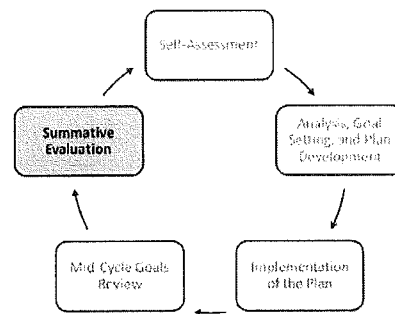 Self-Assessment
Analysis, Goal
Setting, and Plan
Development
Implementation
of the Plan
Mid-Cycle Goals
Review
Summative
Evaluation